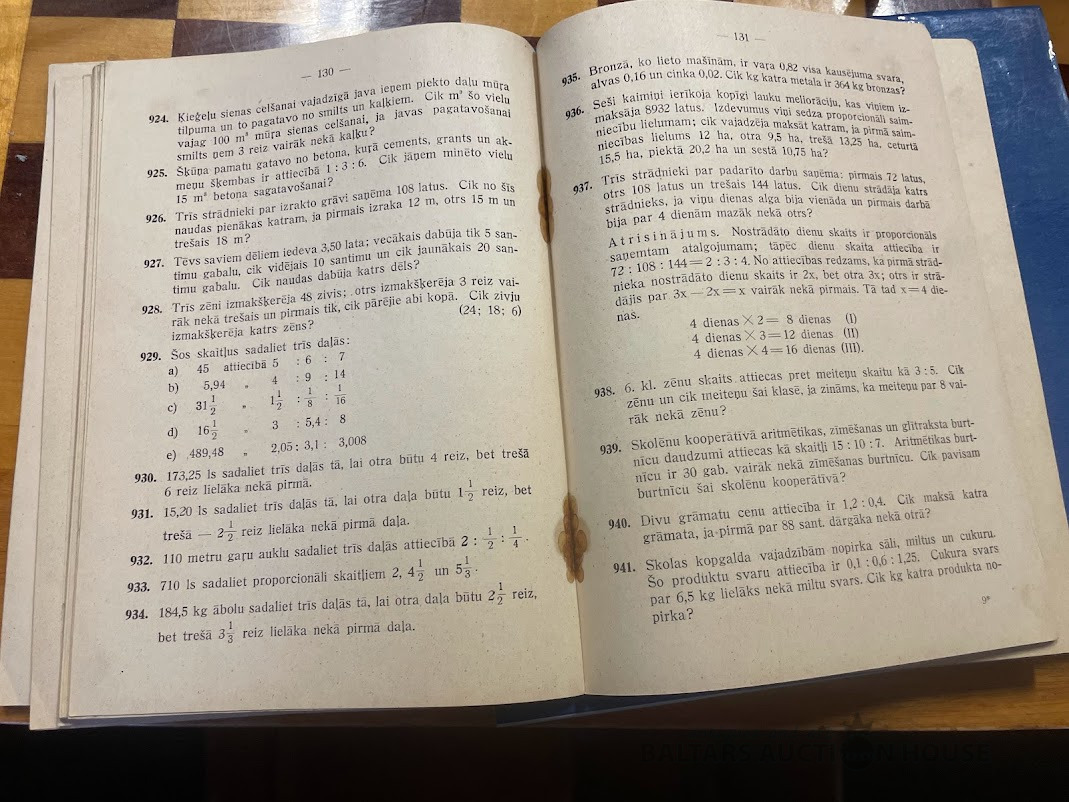 — 130 —
924. Ķieģeļu sienas celšanai vajadzīgā java ieņem piekto daļu mūŗa
tilpuma un to pagatavo no smilts un kaļķiem. Cik m³ šo vielu
vajag 100 m³ mūŗa sienas celšanai, ja javas pagatavošanai
smilts ņem 3 reiz vairāk nekā kaļķu?
925. Šķūņa pamatu gatavo no betona, kuŗā cements, grants un ak-
meņu šķembas ir attiecībā 1 : 3 : 6. Cik jāņem minēto vielu
15 m³ betona sagatavošanai?
926. Trīs strādnieki par izrakto grāvi saņēma 108 latus. Cik no šīs
naudas pienākas katram, ja pirmais izraka 12 m, otrs 15 m un
trešais 18 m?
927. Tēvs saviem dēliem iedeva 3,50 lata; vecākais dabūja tik 5 san-
timu gabalu, cik vidējais 10 santimu un cik jaunākais 20 san-
timu gabalu. Cik naudas dabūja katrs dēls?
928. Trīs zēni izmakšķerēja 48 zivis; otrs izmakšķerēja 3 reiz vai-
rāk nekā trešais un pirmais tik, cik pārējie abi kopā. Cik zivju
izmakšķerēja katrs zēns? (24; 18; 6)
929. Šos skaitļus sadaliet trīs daļās:
a) 45 attiecībā 5 : 6 : 7
b) 5,94 „ 4 : 9 : 14
c) 31 1/2 „ 1 1/2 : 1/8 : 1/16
d) 16 1/2 „ 3 : 5,4 : 8
e) 489,48 „ 2,05 : 3,1 : 3,008
930. 173,25 ls sadaliet trīs daļās tā, lai otra būtu 4 reiz, bet trešā
6 reiz lielāka nekā pirmā.
931. 15,20 ls sadaliet trīs daļās tā, lai otra daļa būtu 1 1/2 reiz, bet
trešā — 2 1/2 reiz lielāka nekā pirmā daļa.
932. 110 metru gaŗu auklu sadaliet trīs daļās attiecībā 2 : 1/2 : 1/4.
933. 710 ls sadaliet proporcionāli skaitļiem 2, 4 1/2 un 5 1/3.
934. 184,5 kg ābolu sadaliet trīs daļās tā, lai otra daļa būtu 2 1/2 reiz,
bet trešā 3 1/3 reiz lielāka nekā pirmā daļa.
— 131 —
935. Bronzā, ko lieto mašīnām, ir vaŗa 0,82 visa kausējuma svara,
alvas 0,16 un cinka 0,02. Cik kg katra metala ir 364 kg bronzas?
936. Seši kaimiņi ierīkoja kopīgi lauku meliorāciju, kas viņiem iz-
maksāja 8932 latus. Izdevumus viņi sedza proporcionāli saim-
niecību lielumam; cik vajadzēja maksāt katram, ja pirmā saim-
niecības lielums 12 ha, otra 9,5 ha, trešā 13,25 ha, ceturtā
15,5 ha, piektā 20,2 ha un sestā 10,75 ha?
937. Trīs strādnieki par padarīto darbu saņēma: pirmais 72 latus,
otrs 108 latus un trešais 144 latus. Cik dienu strādāja katrs
strādnieks, ja viņu dienas alga bija vienāda un pirmais darbā
bija par 4 dienām mazāk nekā otrs?
Atrisinājums. Nostrādāto dienu skaits ir proporcionāls
saņemtam atalgojumam; tāpēc dienu skaita attiecība ir
72 : 108 : 144 = 2 : 3 : 4. No attiecības redzams, ka pirmā strād-
nieka nostrādāto dienu skaits ir 2x, bet otra 3x; otrs ir strā-
dājis par 3x — 2x = x vairāk nekā pirmais. Tā tad x = 4 die-
nas.
4 dienas × 2 = 8 dienas (I)
4 dienas × 3 = 12 dienas (II)
4 dienas × 4 = 16 dienas (III).
938. 6. kl. zēnu skaits attiecas pret meiteņu skaitu kā 3 : 5. Cik
zēnu un cik meiteņu šai klasē, ja zināms, ka meiteņu par 8 vai-
rāk nekā zēnu?
939. Skolēnu kooperātīvā aritmētikas, zīmēšanas un glītraksta burt-
nīcu daudzumi attiecas kā skaitļi 15 : 10 : 7. Aritmētikas burt-
nīcu ir 30 gab. vairāk nekā zīmēšanas burtnīcu. Cik pavisam
burtnīcu šai skolēnu kooperātīvā?
940. Divu grāmatu cenu attiecība ir 1,2 : 0,4. Cik maksā katra
grāmata, ja pirmā par 88 sant. dārgāka nekā otrā?
941. Skolas kopgalda vajadzībām nopirka sāli, miltus un cukuru.
Šo produktu svaru attiecība ir 0,1 : 0,6 : 1,25. Cukura svars
par 6,5 kg lielāks nekā miltu svars. Cik kg katra produkta no-
pirka?
9*
BALTARS AUCTION HOUSE